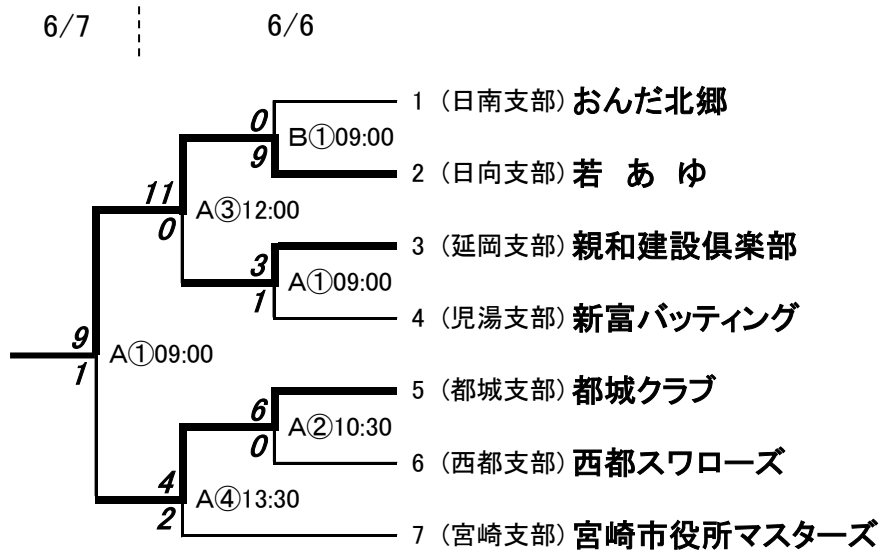 6/7 6/6
1 (日南支部) おんだ北郷
0
B①09:00
9
2 (日向支部) 若 あ ゆ
11
A③12:00
0
3 (延岡支部) 親和建設倶楽部
3
A①09:00
1
4 (児湯支部) 新富バッティング
9
A①09:00
1
5 (都城支部) 都城クラブ
6
A②10:30
0
6 (西都支部) 西都スワローズ
4
A④13:30
2
7 (宮崎支部) 宮崎市役所マスターズ